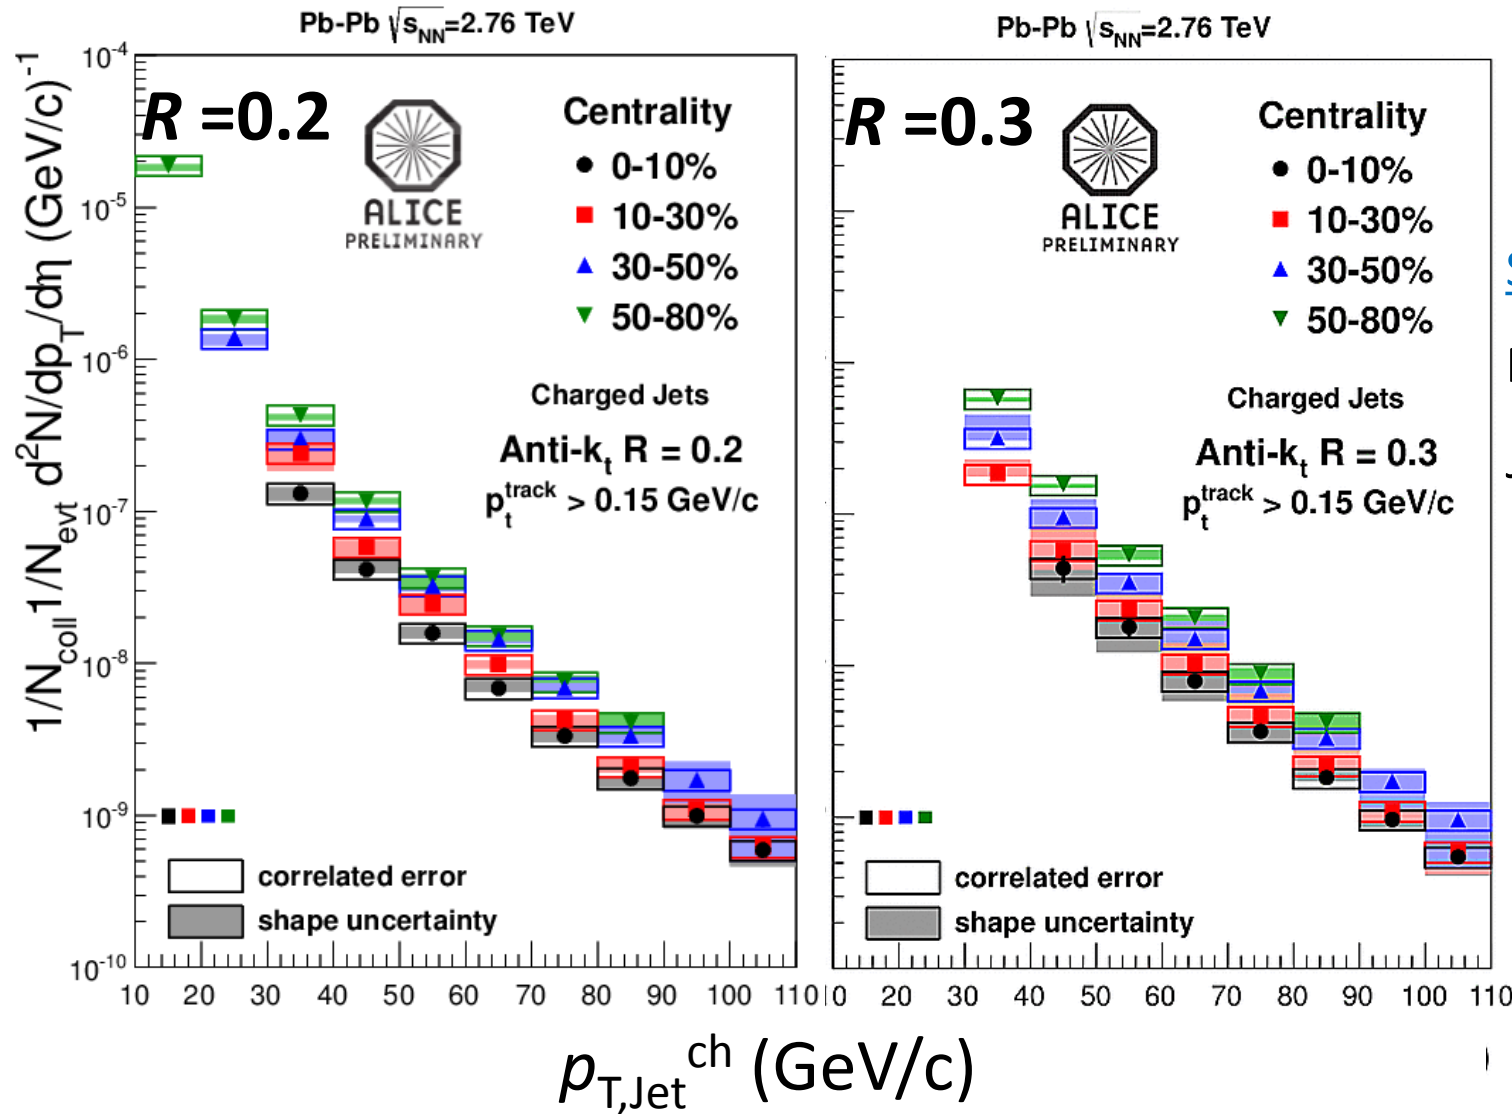 Pb-Pb √sNN=2.76 TeV
1/Ncoll 1/Nevt d2N/dpT/dη (GeV/c)-1
R =0.2
ALICE
PRELIMINARY
Centrality
0-10%
10-30%
30-50%
50-80%
Charged Jets
Anti-kt R = 0.2
pttrack > 0.15 GeV/c
correlated error
shape uncertainty
10-4
10-5
10-6
10-7
10-8
10-9
10-10
10 20 30 40 50 60 70 80 90 100 110
Pb-Pb √sNN=2.76 TeV
R =0.3
ALICE
PRELIMINARY
Centrality
0-10%
10-30%
30-50%
50-80%
Charged Jets
Anti-kt R = 0.3
pttrack > 0.15 GeV/c
correlated error
shape uncertainty
10 20 30 40 50 60 70 80 90 100 110
pT,Jetch (GeV/c)